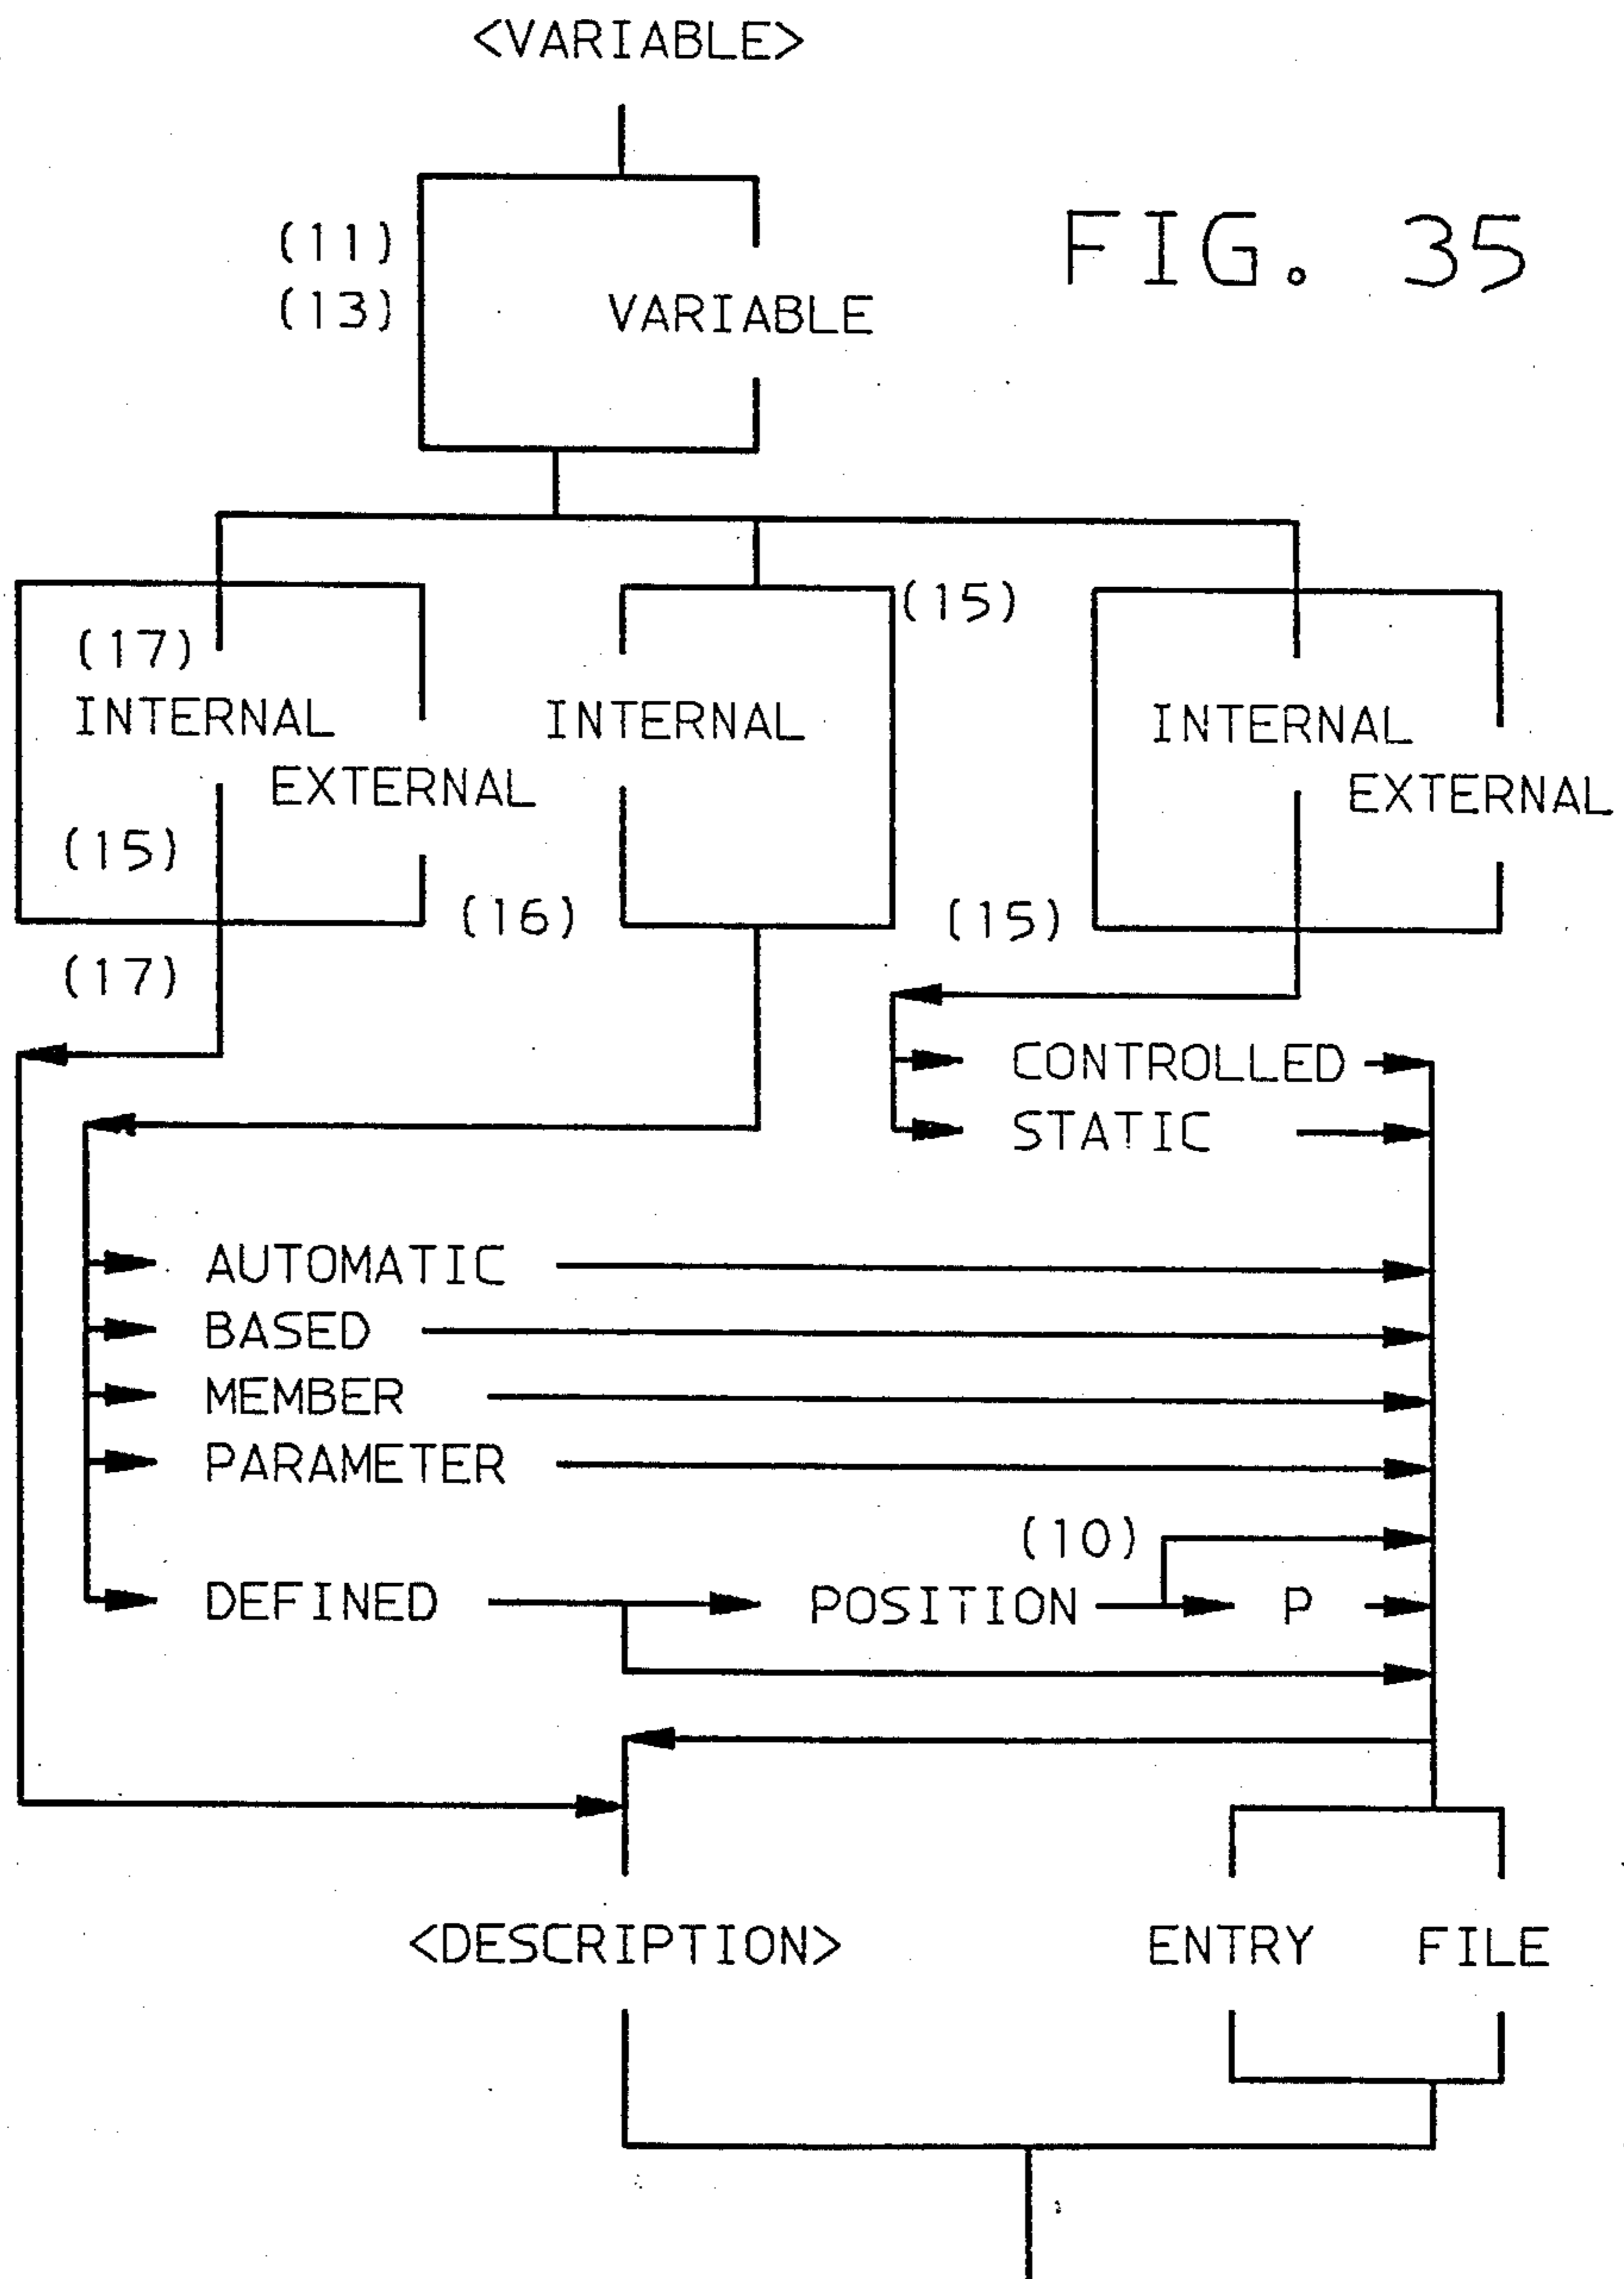 <VARIABLE>
FIG. 35
(11)
(13)
VARIABLE
(15)
(17)
INTERNAL
EXTERNAL
INTERNAL
INTERNAL
EXTERNAL
(15)
(16)
(15)
(17)
CONTROLLED
STATIC
AUTOMATIC
BASED
MEMBER
PARAMETER
(10)
DEFINED
POSITION
P
<DESCRIPTION>
ENTRY
FILE